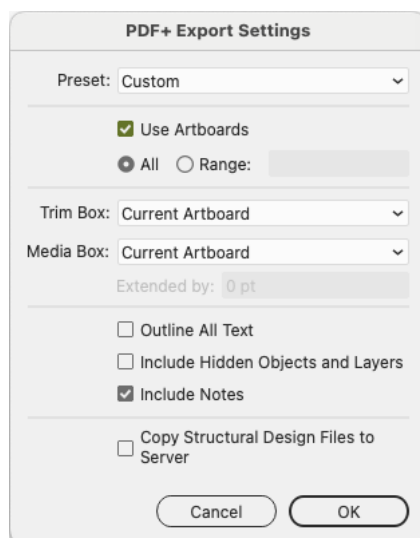 PDF+ Export Settings
Preset: Custom
Use Artboards
All Range:
Trim Box: Current Artboard
Media Box: Current Artboard
Extended by: 0 pt
Outline All Text
Include Hidden Objects and Layers
Include Notes
Copy Structural Design Files to
Server
Cancel OK